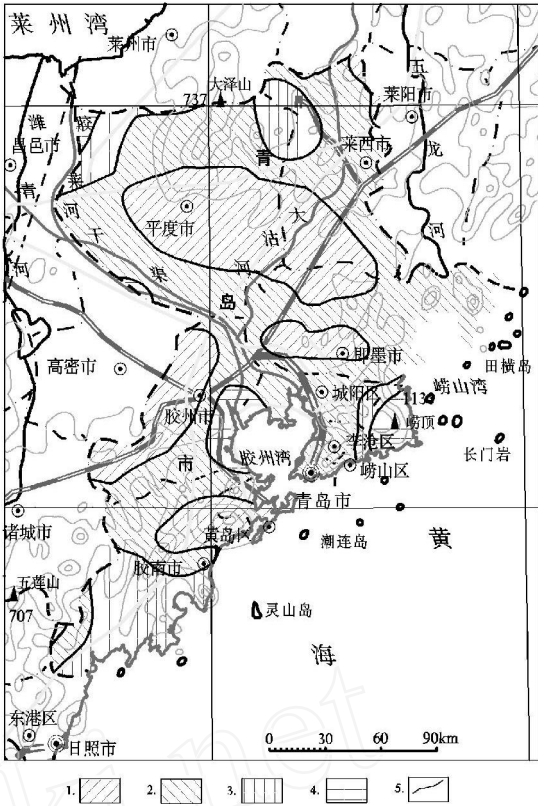 莱州湾
莱州市
大泽山
737
玉
莱阳市
潍
胶
昌邑市
青
莱西市
龙
莱
河
青
大
平度市
沽
干
河
渠
河
河
岛
高密市
即墨市
田横岛
城阳区
崂山湾
113
胶州市
崂顶
李沧区
胶州湾
长门岩
市
崂山区
青岛市
诸城市
黄岛区
潮连岛
黄
胶南市
五莲山
707
灵山岛
海
东港区
日照市
0 30 60 90km
1. 2. 3. 4. 5.